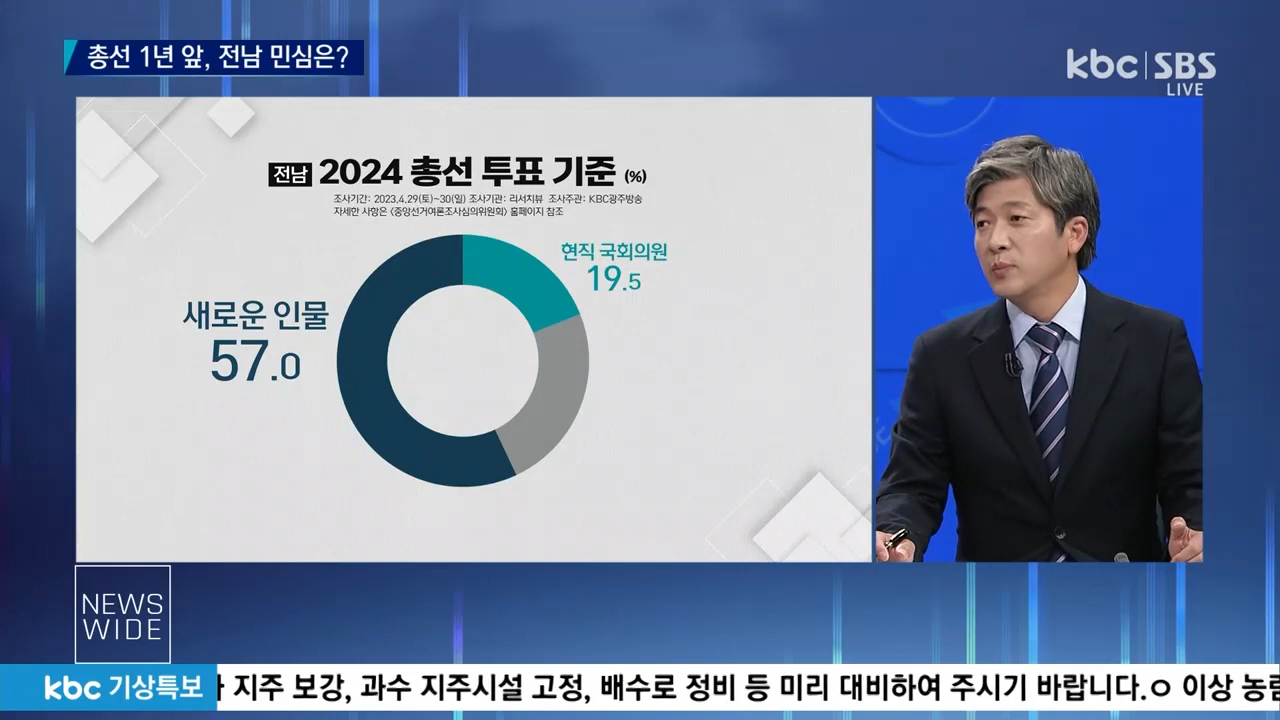 총선 1년 앞, 전남 민심은?
kbc SBS
LIVE
전남 2024 총선 투표 기준 (%)
조사기간: 2023.4.29(토)~30(일) 조사기관: 리서치뷰 조사주관: KBC광주방송
자세한 사항은 <중앙선거여론조사심의위원회> 홈페이지 참조
현직 국회의원
19.5
새로운 인물
57.0
NEWS
WIDE
kbc 기상특보 지주 보강, 과수 지주시설 고정, 배수로 정비 등 미리 대비하여 주시기 바랍니다.ㅇ 이상 농림